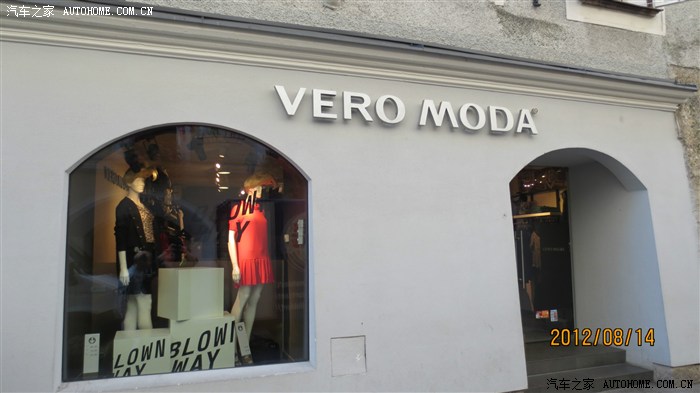 汽车之家 AUTOHOME.COM.CN
VERO MODA
LOWN
WAY
BLOWN
WAY
2012/08/14
汽车之家 AUTOHOME.COM.CN